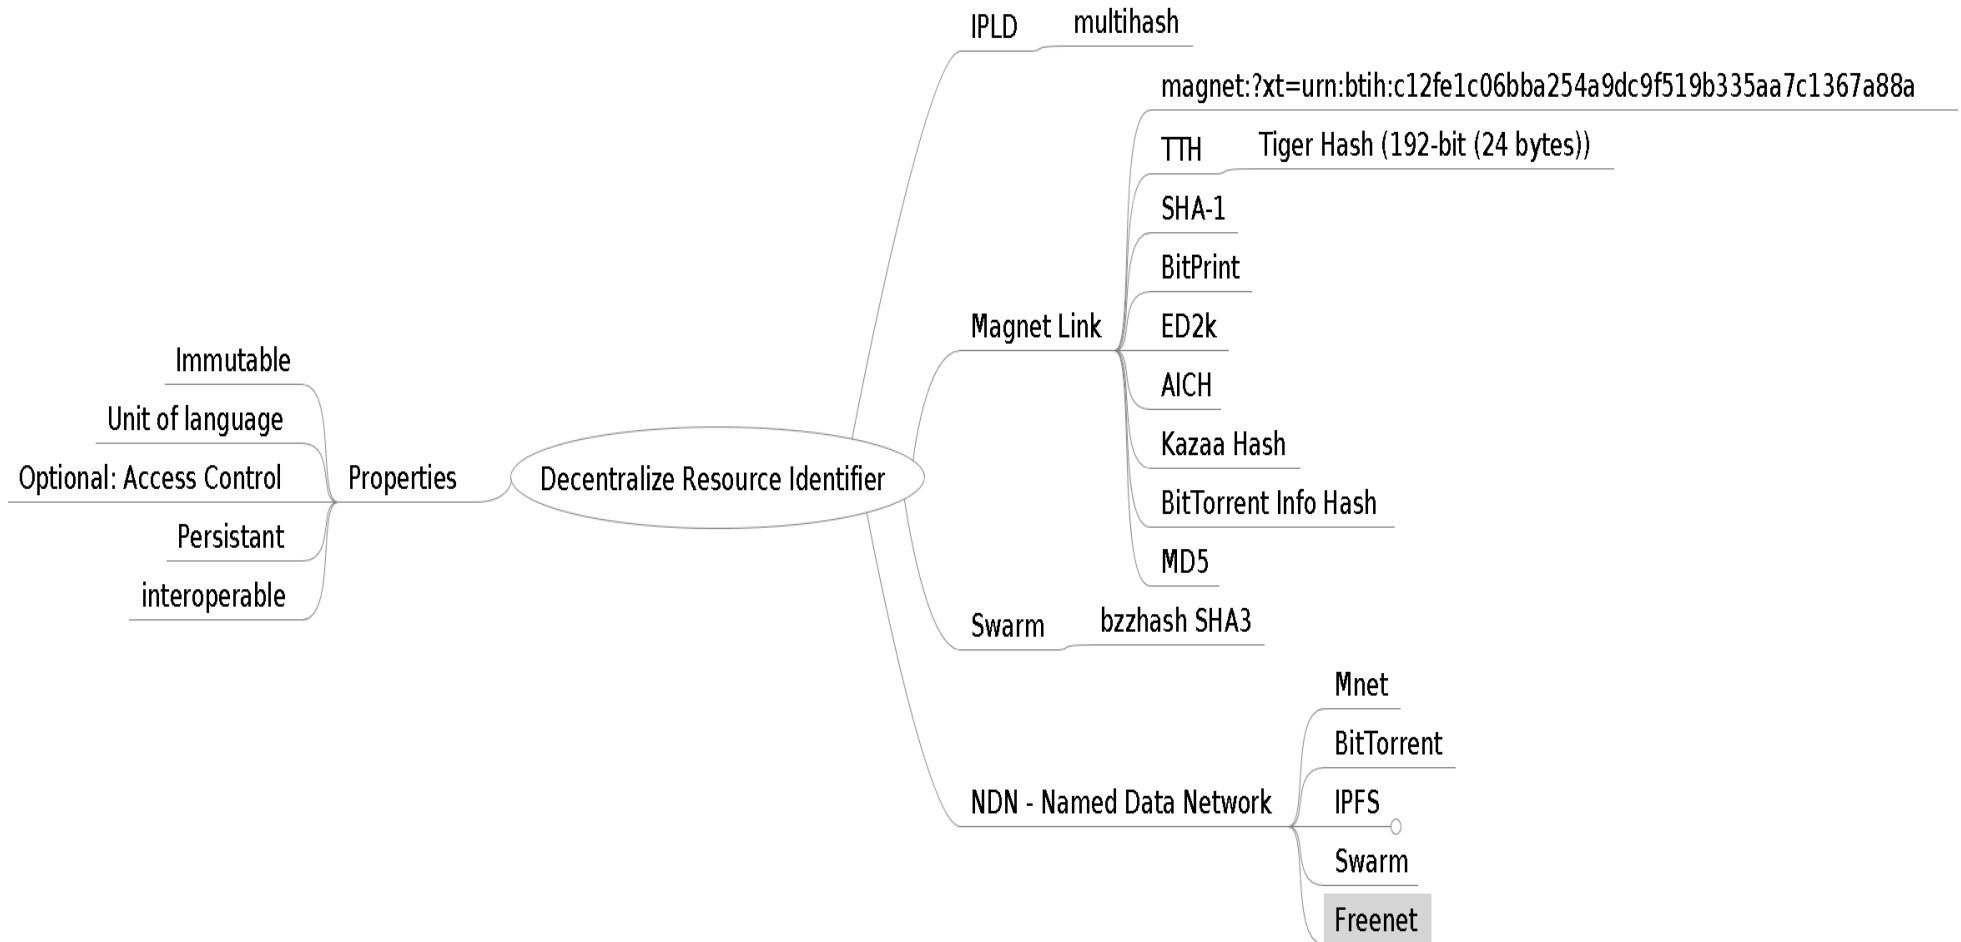 IPLD
multihash
magnet:?xt=urn:btih:c12fe1c06bba254a9dc9f519b335aa7c1367a88a
TTH
Tiger Hash (192-bit (24 bytes))
SHA-1
BitPrint
Magnet Link
ED2k
AICH
Kazaa Hash
BitTorrent Info Hash
MD5
Immutable
Unit of language
Optional: Access Control
Properties
Decentralize Resource Identifier
Persistant
interoperable
Swarm
bzzhash SHA3
Mnet
BitTorrent
NDN - Named Data Network
IPFS
Swarm
Freenet